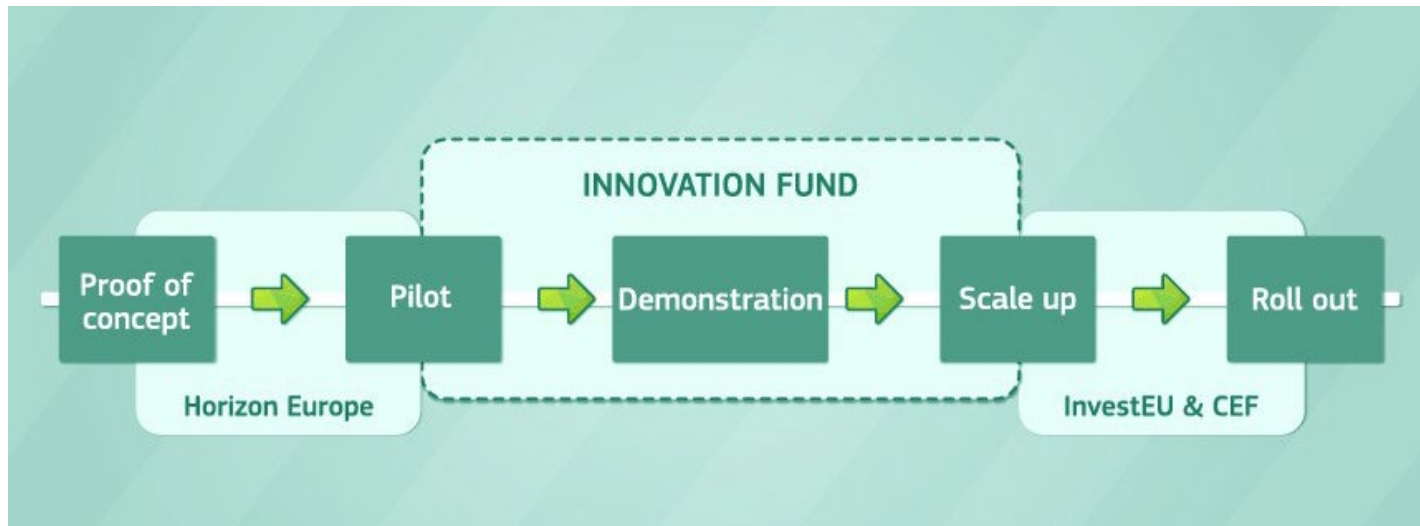 INNOVATION FUND
Proof of
concept
Pilot
Demonstration
Scale up
Roll out
Horizon Europe
InvestEU & CEF